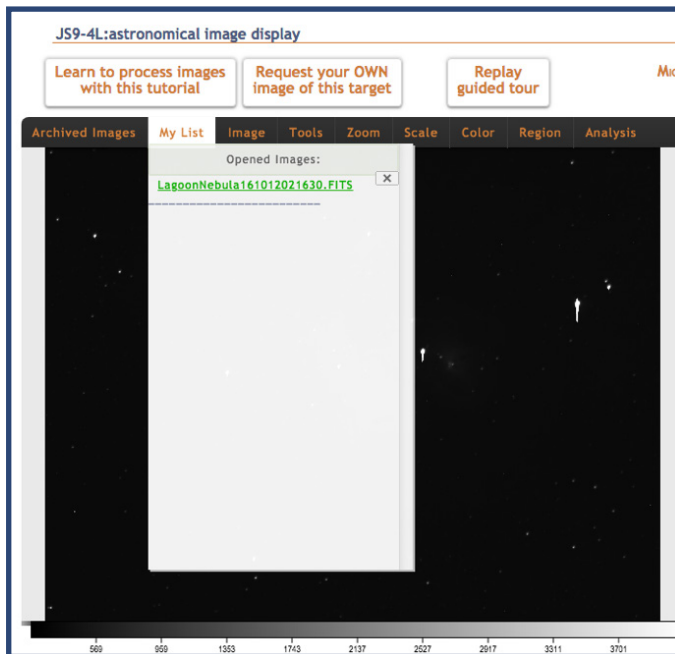 JS9-4L:astronomical image display
Learn to process images
with this tutorial
Request your OWN
image of this target
Replay
guided tour
Archived Images My List Image Tools Zoom Scale Color Region Analysis
Opened Images:
LagoonNebula161012021630.FITS
569 959 1353 1743 2137 2527 2917 3311 3701